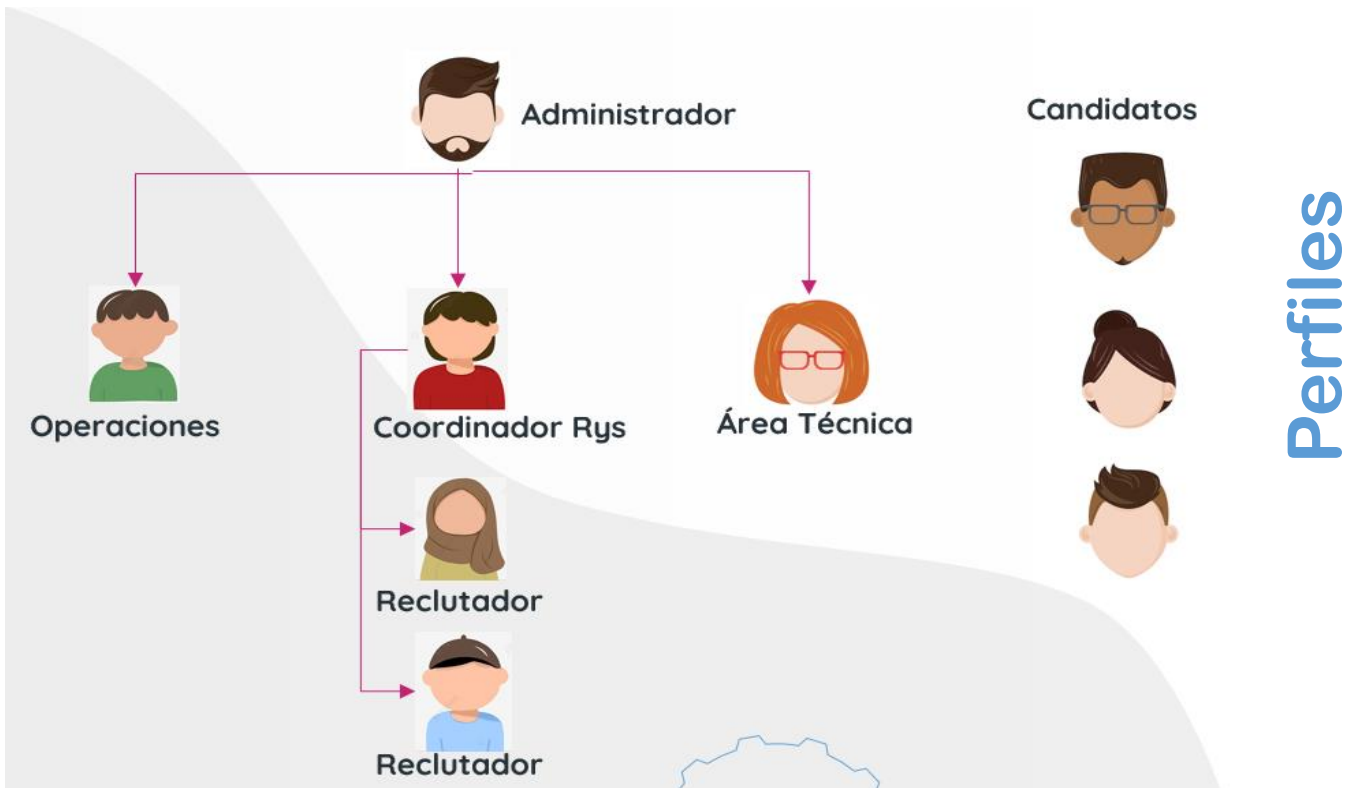 Administrador
Candidatos
Perfiles
Operaciones
Coordinador Rys
Área Técnica
Reclutador
Reclutador